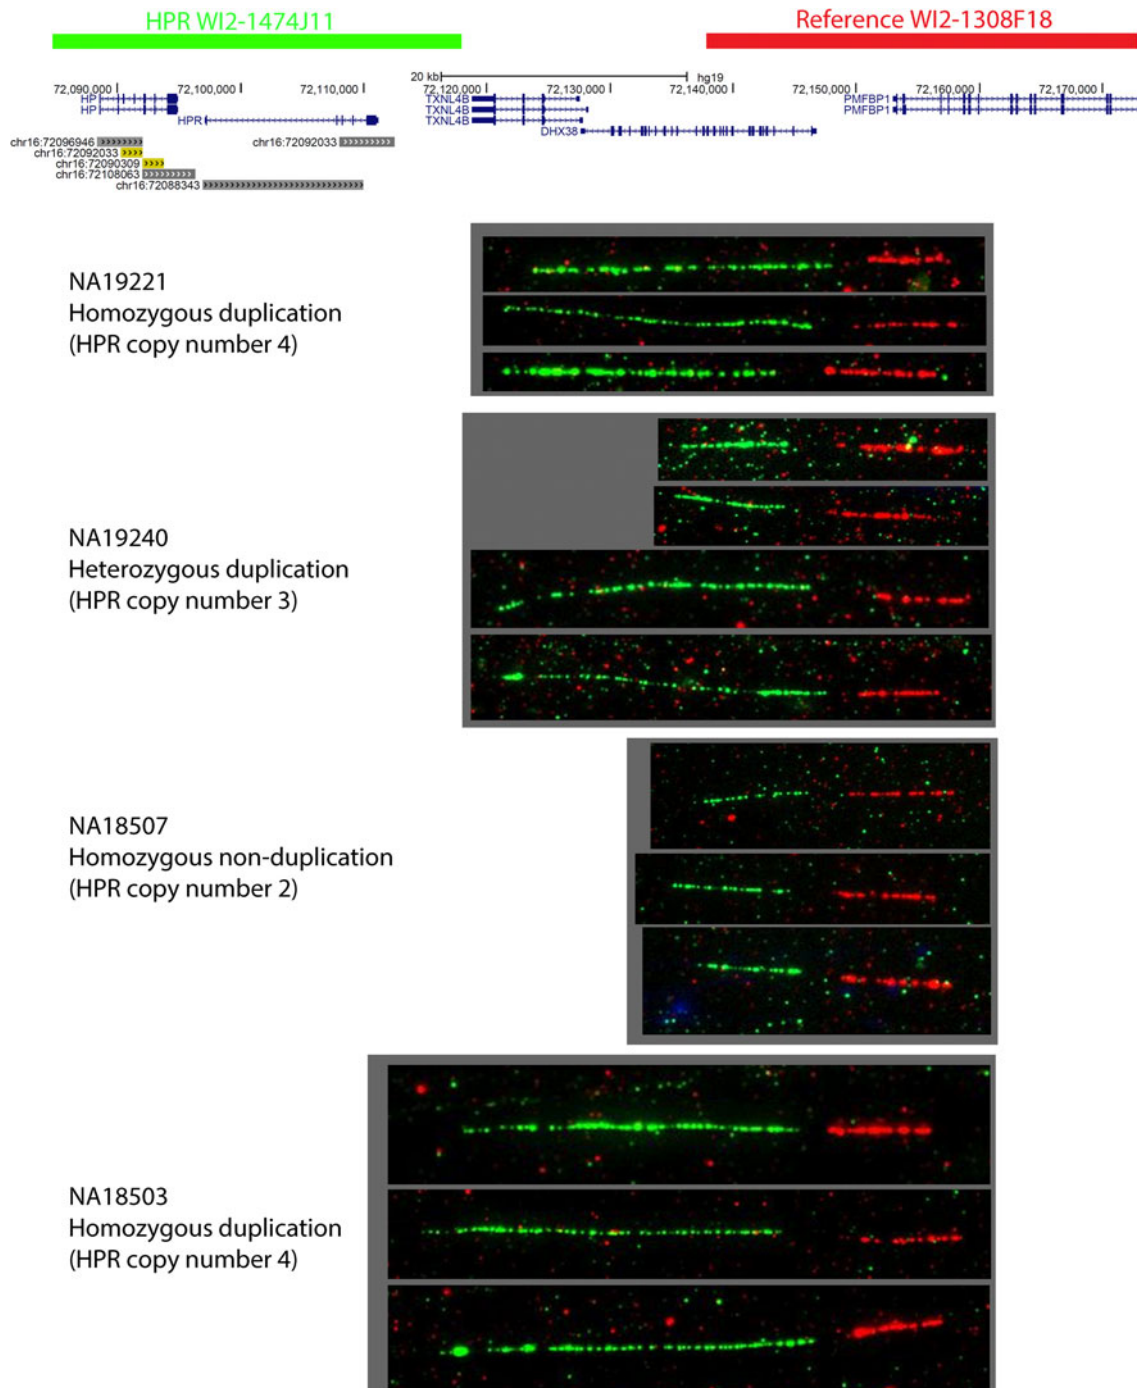 HPR WI2-1474J11
Reference WI2-1308F18
20 kb
hg19
72,090,000
72,100,000
72,110,000
72,120,000
72,130,000
72,140,000
72,150,000
72,160,000
72,170,000
HP
HP
HPR
TXNL4B
TXNL4B
TXNL4B
DHX38
PMFBP1
PMFBP1
chr16:72096946
chr16:72092033
chr16:72092033
chr16:72090309
chr16:72108063
chr16:72088343
NA19221
Homozygous duplication
(HPR copy number 4)
NA19240
Heterozygous duplication
(HPR copy number 3)
NA18507
Homozygous non-duplication
(HPR copy number 2)
NA18503
Homozygous duplication
(HPR copy number 4)